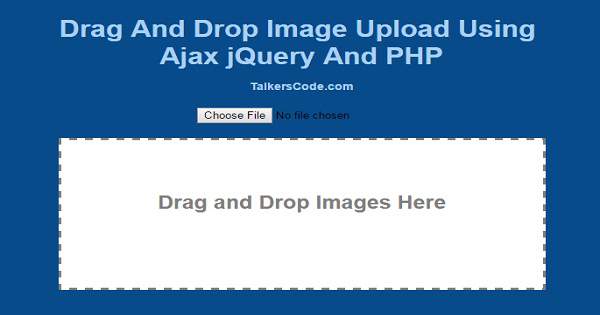 Drag And Drop Image Upload Using
Ajax jQuery And PHP
TalkersCode.com
Choose File No file chosen
Drag and Drop Images Here